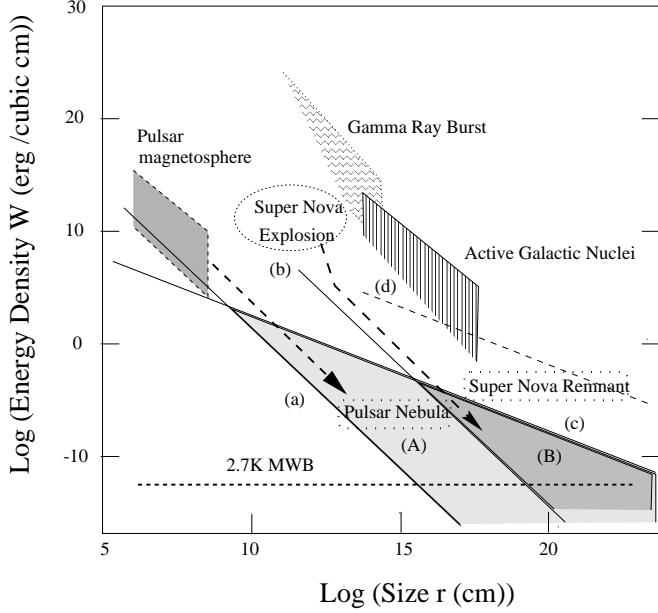 30
20
10
0
-10
5
10
15
20
Log (Energy Density W (erg /cubic cm)
Log (Size r (cm))
Gamma Ray Burst
Pulsar
magnetosphere
Super Nova
Explosion
Active Galactic Nuclei
(b)
(d)
Super Nova Remnant
(a)
Pulsar Nebula
(c)
(A)
(B)
2.7K MWB